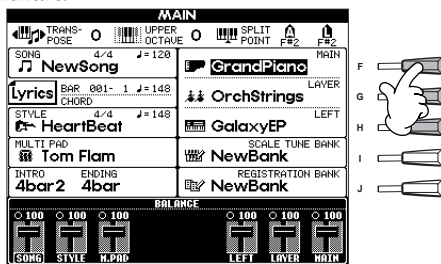 MAIN
TRANS-POSE 0 UPPER OCTAVE 0 SPLIT POINT A F#2 L F#2
SONG 4/4 ♩=120
NewSong
MAIN
GrandPiano
F
Lyrics BAR 001- 1 ♩=148
CHORD
LAYER
OrchStrings
G
STYLE 4/4 ♩=148
HeartBeat
LEFT
GalaxyEP
H
MULTI PAD
Tom Flam
SCALE TUNE BANK
NewBank
I
INTRO ENDING
4bar2 4bar
REGISTRATION BANK
NewBank
J
BALANCE
100 100 100 100 100 100
SONG STYLE M.PAD LEFT LAYER MAIN